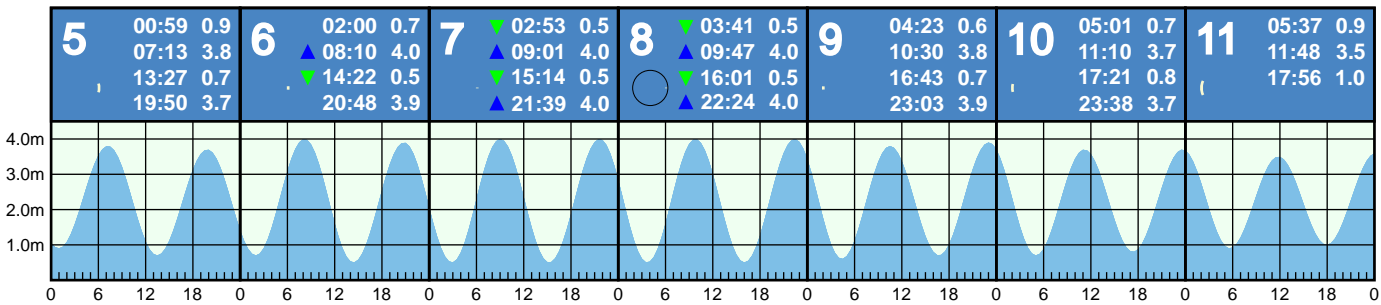 5 00:59 0.9
07:13 3.8
13:27 0.7
19:50 3.7
6 02:00 0.7
▲ 08:10 4.0
▼ 14:22 0.5
20:48 3.9
7 ▼ 02:53 0.5
▲ 09:01 4.0
▼ 15:14 0.5
▲ 21:39 4.0
8 ▼ 03:41 0.5
▲ 09:47 4.0
▼ 16:01 0.5
▲ 22:24 4.0
9 04:23 0.6
10:30 3.8
16:43 0.7
23:03 3.9
10 05:01 0.7
11:10 3.7
17:21 0.8
23:38 3.7
11 05:37 0.9
11:48 3.5
17:56 1.0
4.0m
3.0m
2.0m
1.0m
0 6 12 18 0 6 12 18 0 6 12 18 0 6 12 18 0 6 12 18 0 6 12 18 0 6 12 18 0